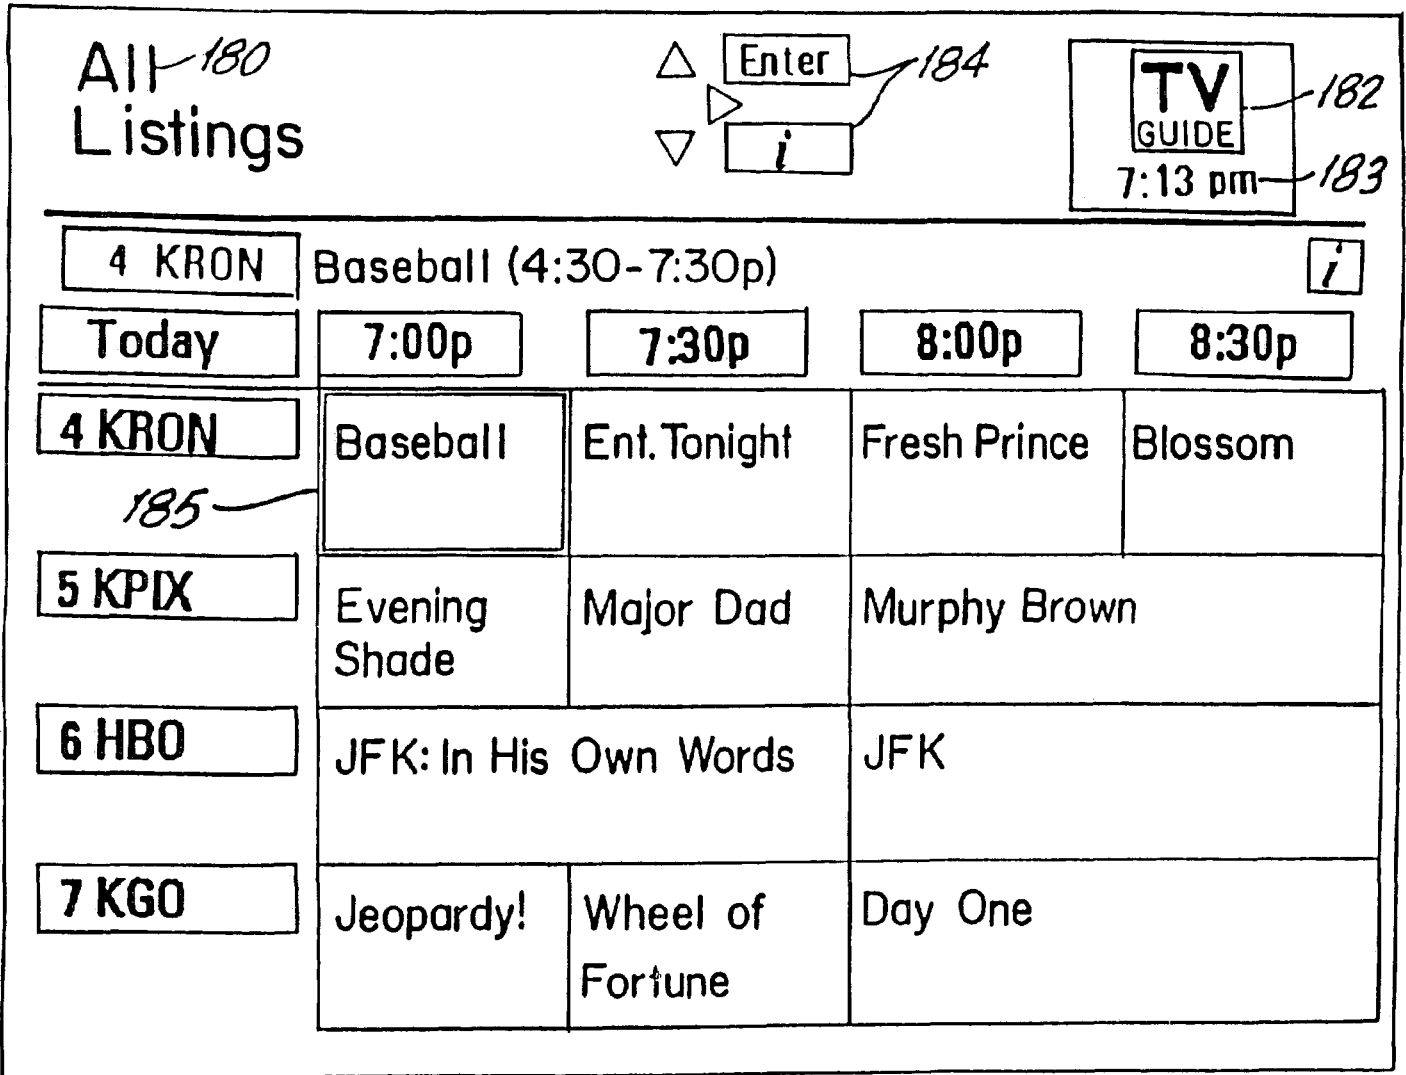 All 180
Listings
Enter
i
184
TV
GUIDE
182
7:13 pm
183
4 KRON Baseball (4:30-7:30p) i
Today 7:00p 7:30p 8:00p 8:30p
4 KRON Baseball Ent. Tonight Fresh Prince Blossom
185
5 KPIX Evening Shade Major Dad Murphy Brown
6 HBO JFK: In His Own Words JFK
7 KGO Jeopardy! Wheel of Fortune Day One